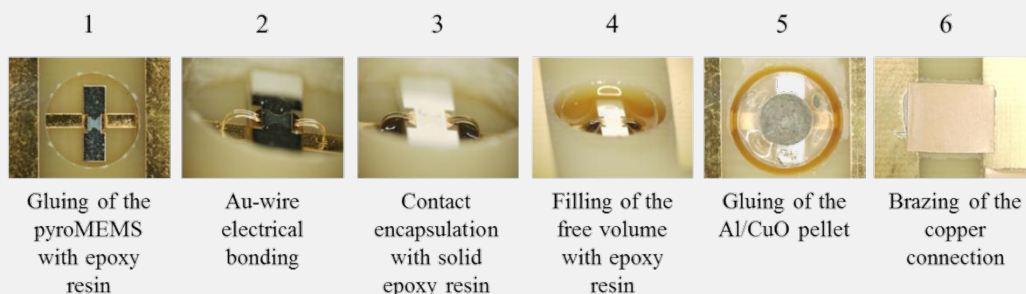 1
2
3
4
5
6
Gluing of the
pyroMEMS
with epoxy
resin
Au-wire
electrical
bonding
Contact
encapsulation
with solid
epoxy resin
Filling of the
free volume
with epoxy
resin
Gluing of the
Al/CuO pellet
Brazing of the
copper
connection